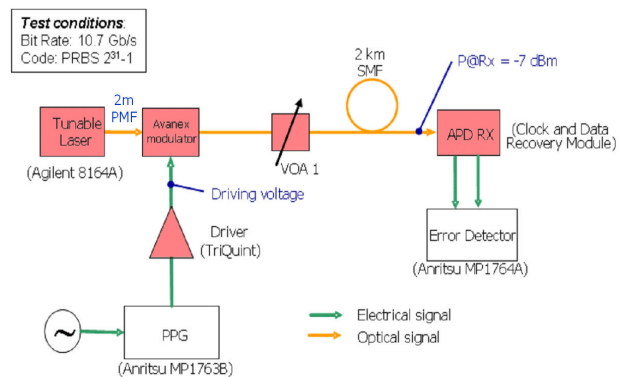 Test conditions:
Bit Rate: 10.7 Gb/s
Code: PRBS 2³¹-1
2 km
SMF
P@Rx = -7 dBm
2m
PMF
Tunable
Laser
Avanex
modulator
VOA 1
APD RX
(Clock and Data
Recovery Module)
(Agilent 8164A)
Driving voltage
Driver
(TriQuint)
Error Detector
(Anritsu MP1764A)
~
PPG
(Anritsu MP1763B)
Electrical signal
Optical signal